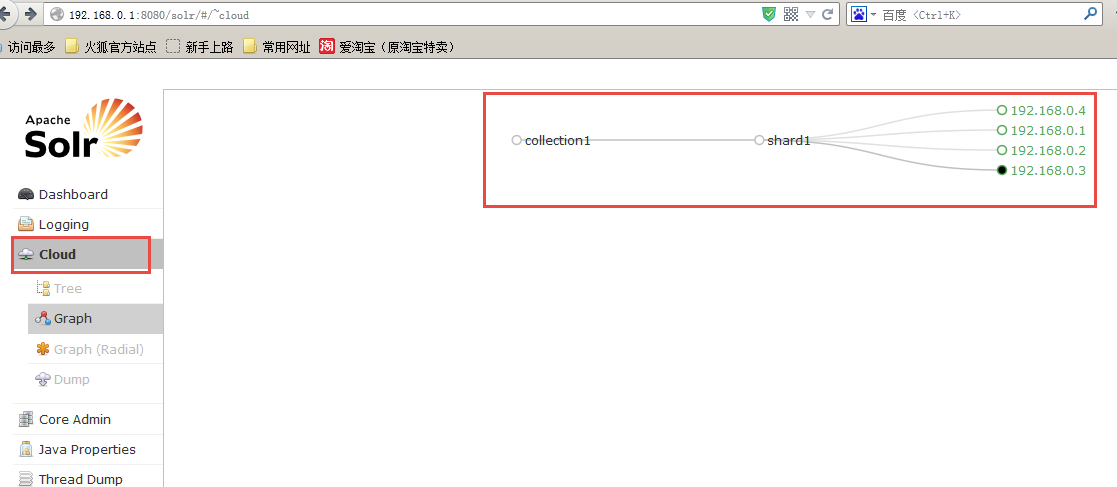 192.168.0.1:8080/solr/#/~cloud
百度 <Ctrl+K>
访问最多 火狐官方站点 新手上路 常用网址 淘 爱淘宝（原淘宝特卖）
Apache
Solr
Dashboard
Logging
Cloud
Tree
Graph
Graph (Radial)
Dump
Core Admin
Java Properties
Thread Dump
collection1
shard1
192.168.0.4
192.168.0.1
192.168.0.2
192.168.0.3